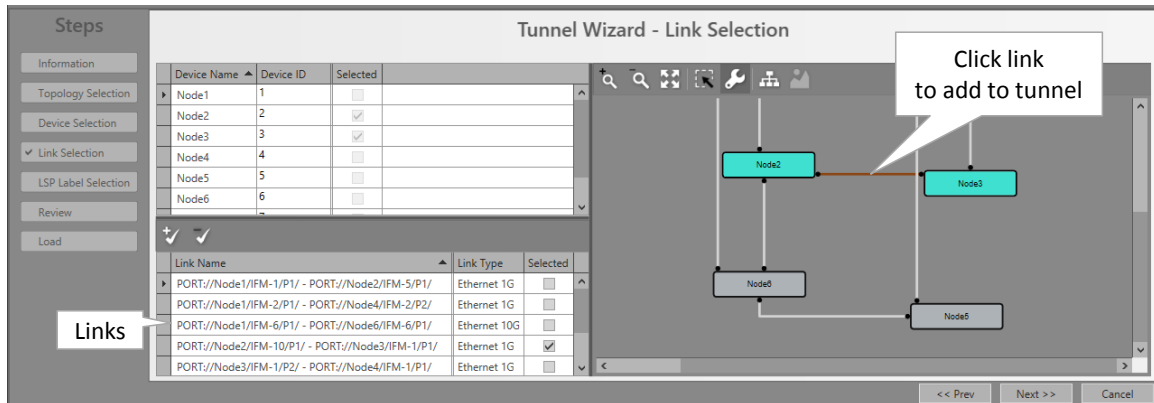 Steps
Information
Topology Selection
Device Selection
Link Selection
LSP Label Selection
Review
Load
Tunnel Wizard - Link Selection
Device Name Device ID Selected
Node1 1
Node2 2
Node3 3
Node4 4
Node5 5
Node6 6
Link Name Link Type Selected
PORT://Node1/IFM-1/P1/ - PORT://Node2/IFM-5/P1/ Ethernet 1G
PORT://Node1/IFM-2/P1/ - PORT://Node4/IFM-2/P2/ Ethernet 1G
PORT://Node1/IFM-6/P1/ - PORT://Node6/IFM-6/P1/ Ethernet 10G
PORT://Node2/IFM-10/P1/ - PORT://Node3/IFM-1/P1/ Ethernet 1G
PORT://Node3/IFM-1/P2/ - PORT://Node4/IFM-1/P1/ Ethernet 1G
Links
Click link
to add to tunnel
Node2
Node3
Node6
Node5
<< Prev Next >> Cancel